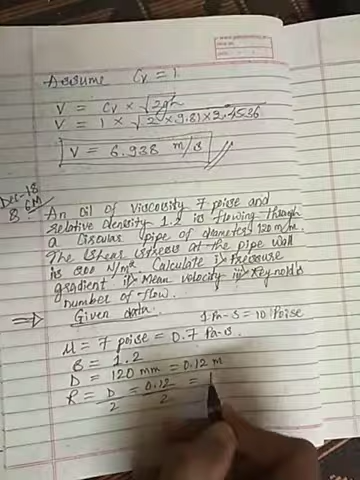 Assume Cv = 1.
V = Cv × √2gh
V = 1 × √2 × 9.81 × 2.4536
V = 6.938 m/s
Dec-18
8 CM
An oil of viscosity 7 poise and
relative density 1.2 is flowing through
a circular pipe of diameter 120 m/m.
The shear stress at the pipe wall
is 200 N/m² Calculate i> Pressure
gradient ii> Mean velocity iii> Reynolds
number of flow.
⇒ Given data. 1 Pa-S = 10 Poise
μ = 7 poise = 0.7 Pa-s.
S = 1.2
D = 120 mm = 0.12 m
R = D/2 = 0.12/2 =